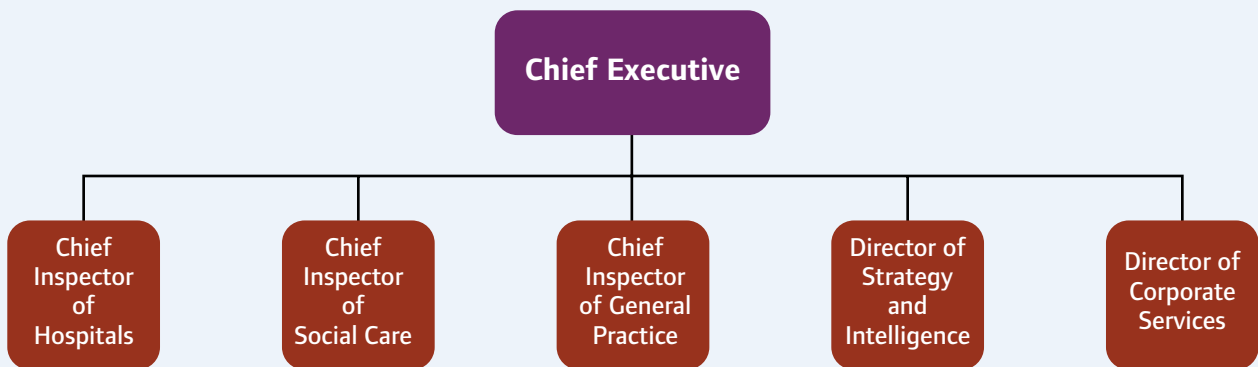 Chief Executive
Chief
Inspector
of
Hospitals
Chief
Inspector
of
Social Care
Chief
Inspector
of General
Practice
Director of
Strategy
and
Intelligence
Director of
Corporate
Services